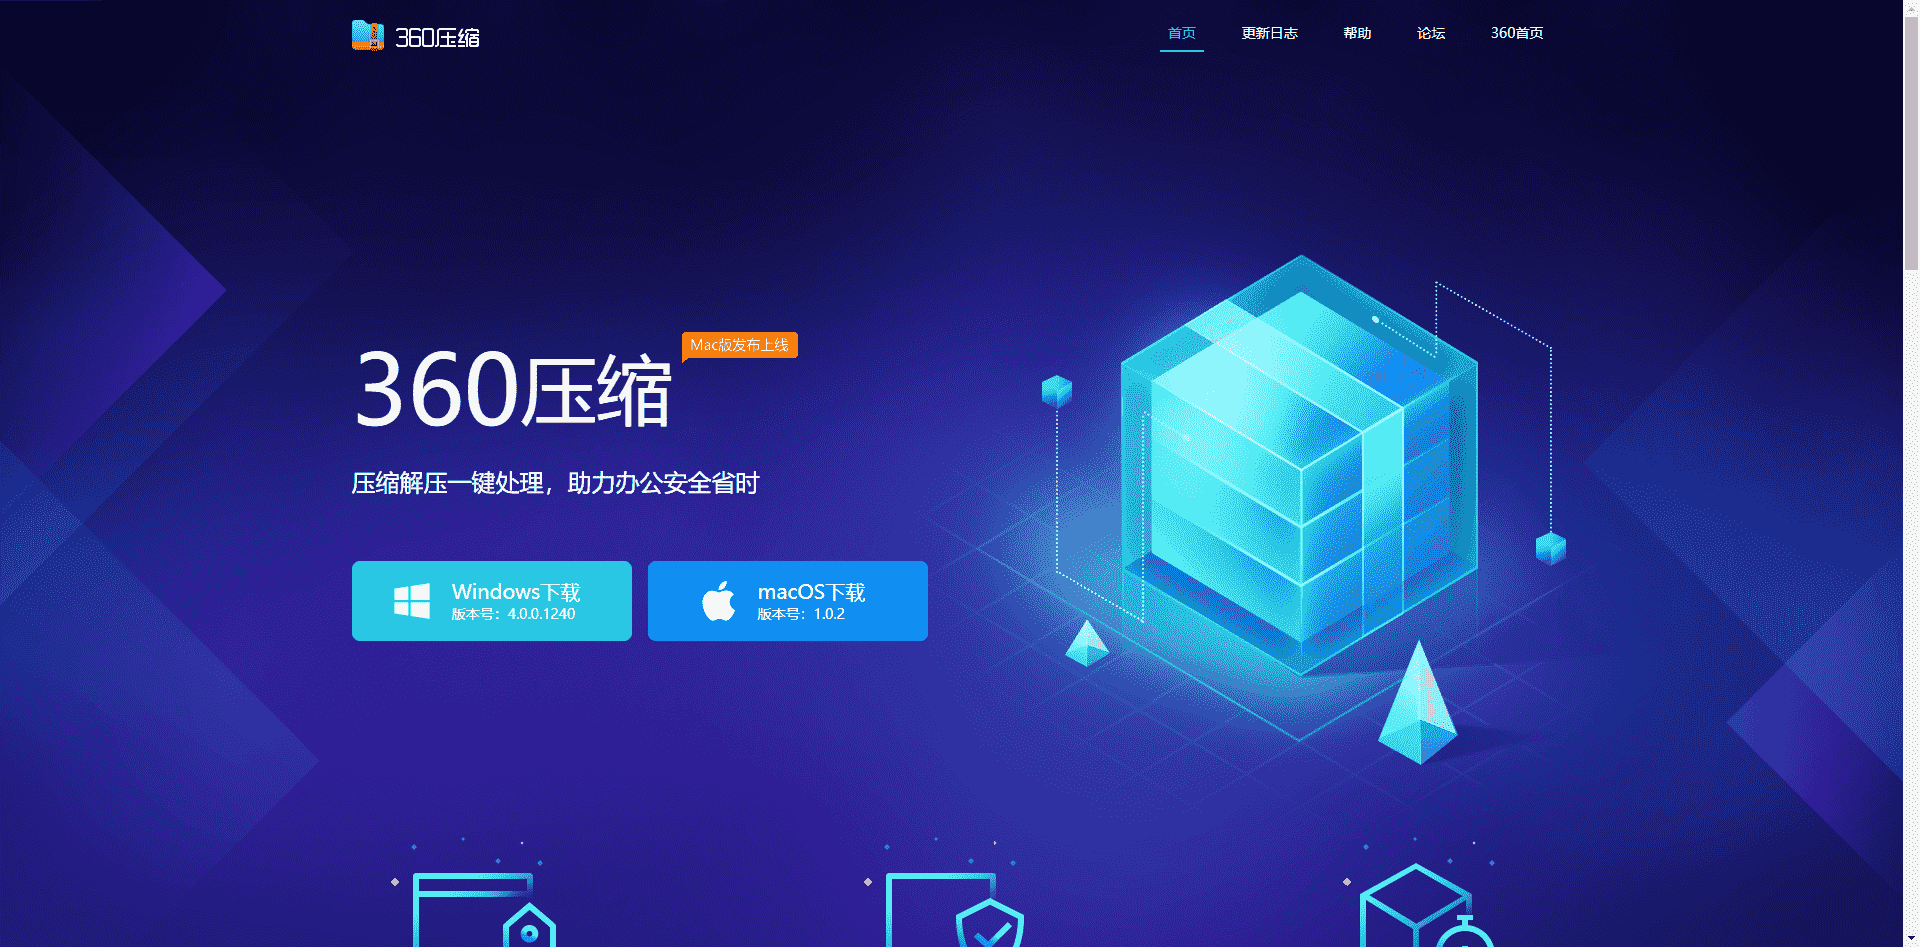 360压缩
首页 更新日志 帮助 论坛 360首页
Mac版发布上线
360压缩
压缩解压一键处理，助力办公安全省时
Windows下载
版本号：4.0.0.1240
macOS下载
版本号：1.0.2